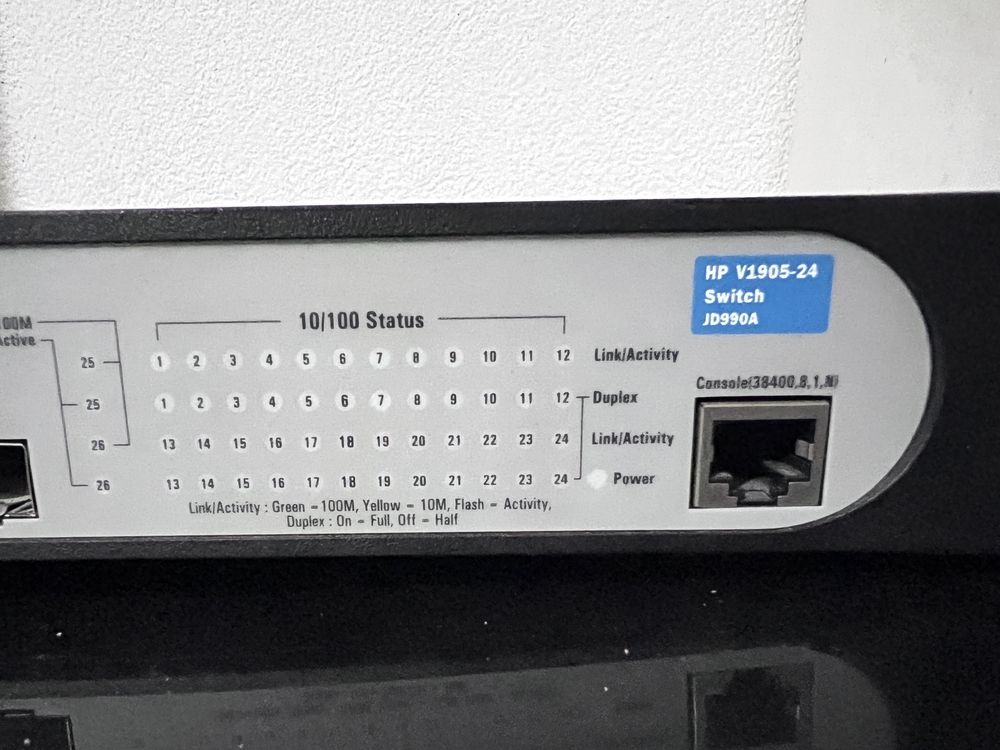 HP V1905-24
Switch
JD990A
Console(38400,8,1,N)
10/100 Status
00M
ctive
25
25
26
26
1 2 3 4 5 6 7 8 9 10 11 12 Link/Activity
1 2 3 4 5 6 7 8 9 10 11 12 Duplex
13 14 15 16 17 18 19 20 21 22 23 24 Link/Activity
13 14 15 16 17 18 19 20 21 22 23 24 Power
Link/Activity : Green = 100M, Yellow = 10M, Flash = Activity,
Duplex : On = Full, Off = Half